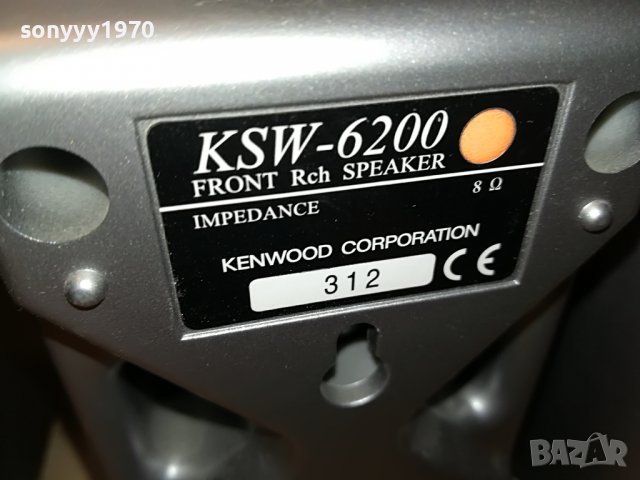 sonyyy1970
KSW-6200
FRONT Rch SPEAKER
IMPEDANCE 8 Ω
KENWOOD CORPORATION
312 CE
BAZAR